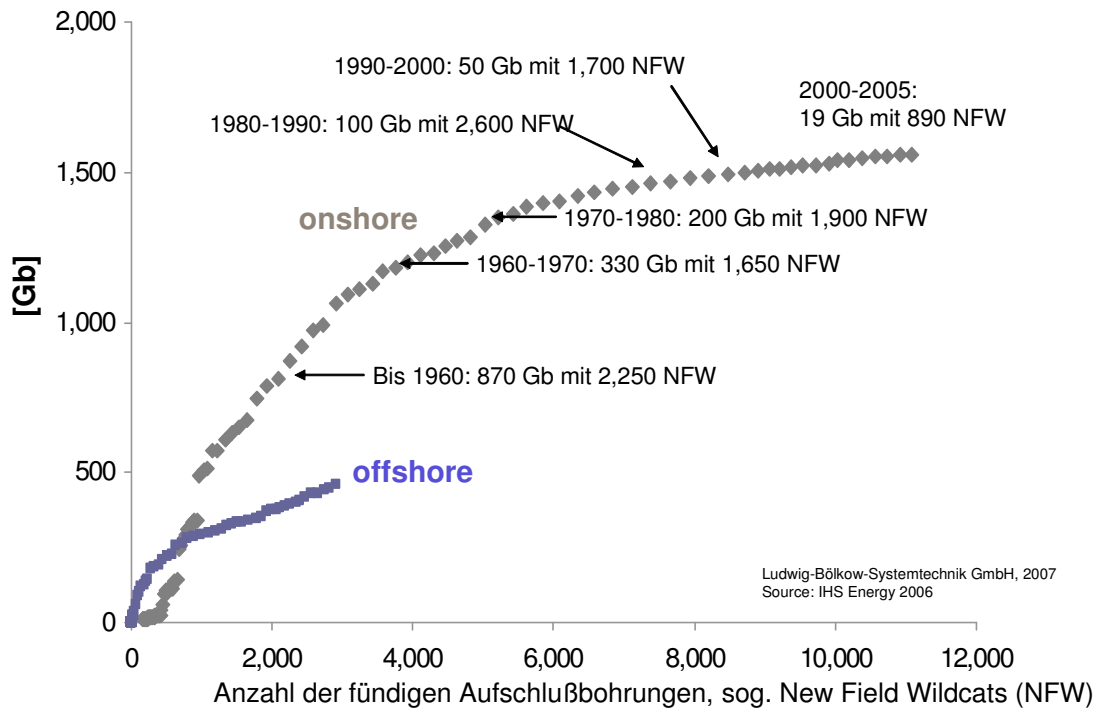 2,000
1990-2000: 50 Gb mit 1,700 NFW
2000-2005:
19 Gb mit 890 NFW
1980-1990: 100 Gb mit 2,600 NFW
1,500
onshore
1970-1980: 200 Gb mit 1,900 NFW
1960-1970: 330 Gb mit 1,650 NFW
[Gb]
1,000
Bis 1960: 870 Gb mit 2,250 NFW
500
offshore
Ludwig-Bölkow-Systemtechnik GmbH, 2007
Source: IHS Energy 2006
0
0 2,000 4,000 6,000 8,000 10,000 12,000
Anzahl der fündigen Aufschlußbohrungen, sog. New Field Wildcats (NFW)